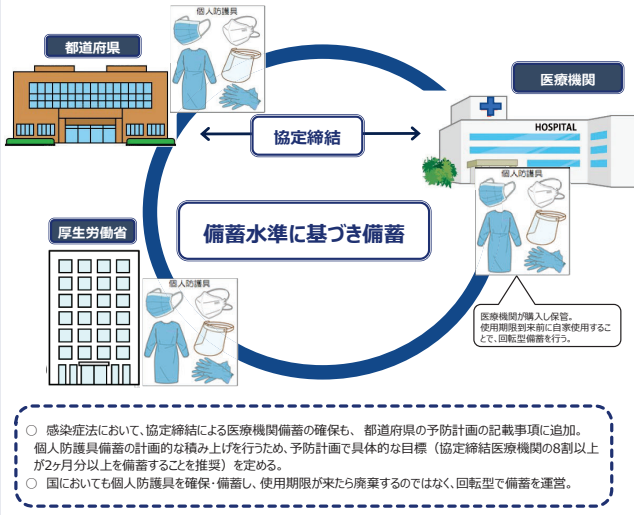 個人防護具
都道府県
医療機関
HOSPITAL
協定締結
個人防護具
備蓄水準に基づき備蓄
厚生労働省
個人防護具
医療機関が購入し保管。
使用期限到来前に自家使用するこ
とで、回転型備蓄を行う。
○ 感染症法において、協定締結による医療機関備蓄の確保も、都道府県の予防計画の記載事項に追加。
個人防護具備蓄の計画的な積み上げを行うため、予防計画で具体的な目標（協定締結医療機関の8割以上
が2ヶ月分以上を備蓄することを推奨）を定める。
○ 国においても個人防護具を確保・備蓄し、使用期限が来たら廃棄するのではなく、回転型で備蓄を運営。